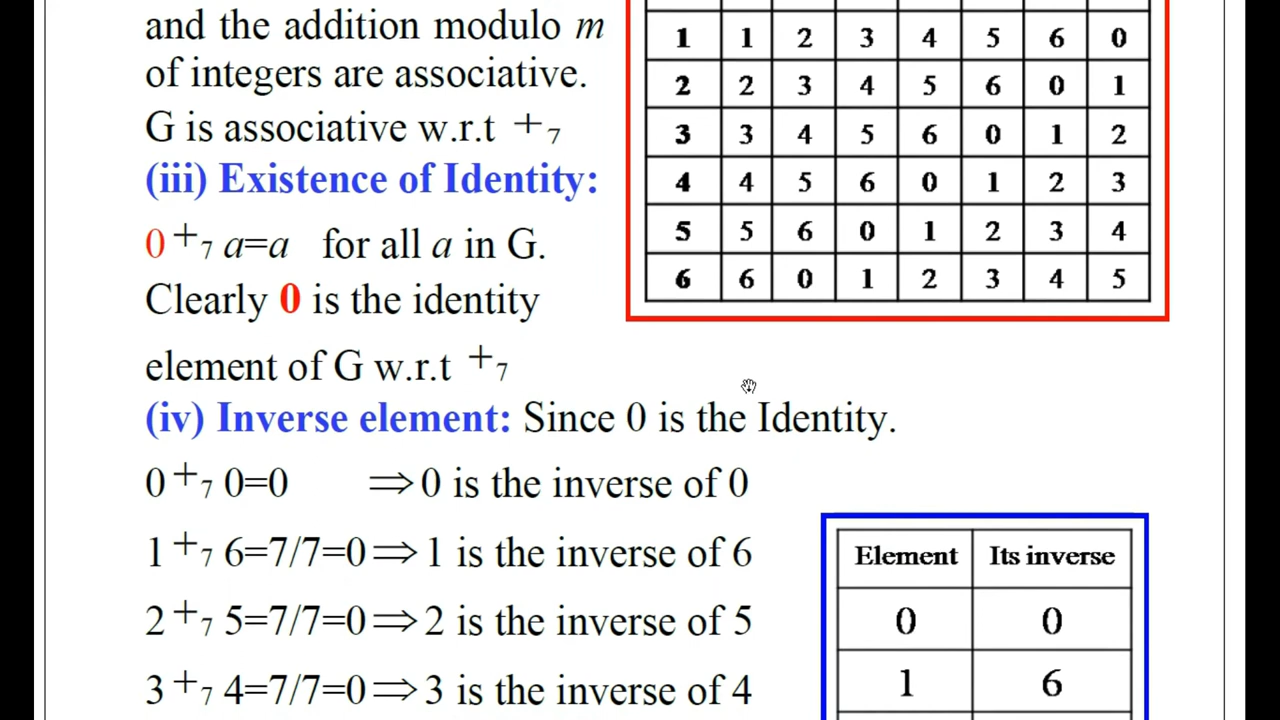 and the addition modulo m
of integers are associative.
G is associative w.r.t +₇
(iii) Existence of Identity:
0 +₇ a=a for all a in G.
Clearly 0 is the identity
element of G w.r.t +₇
1 1 2 3 4 5 6 0
2 2 3 4 5 6 0 1
3 3 4 5 6 0 1 2
4 4 5 6 0 1 2 3
5 5 6 0 1 2 3 4
6 6 0 1 2 3 4 5
(iv) Inverse element: Since 0 is the Identity.
0 +₇ 0=0 ⇒ 0 is the inverse of 0
1 +₇ 6=7/7=0 ⇒ 1 is the inverse of 6
2 +₇ 5=7/7=0 ⇒ 2 is the inverse of 5
3 +₇ 4=7/7=0 ⇒ 3 is the inverse of 4
Element Its inverse
0 0
1 6